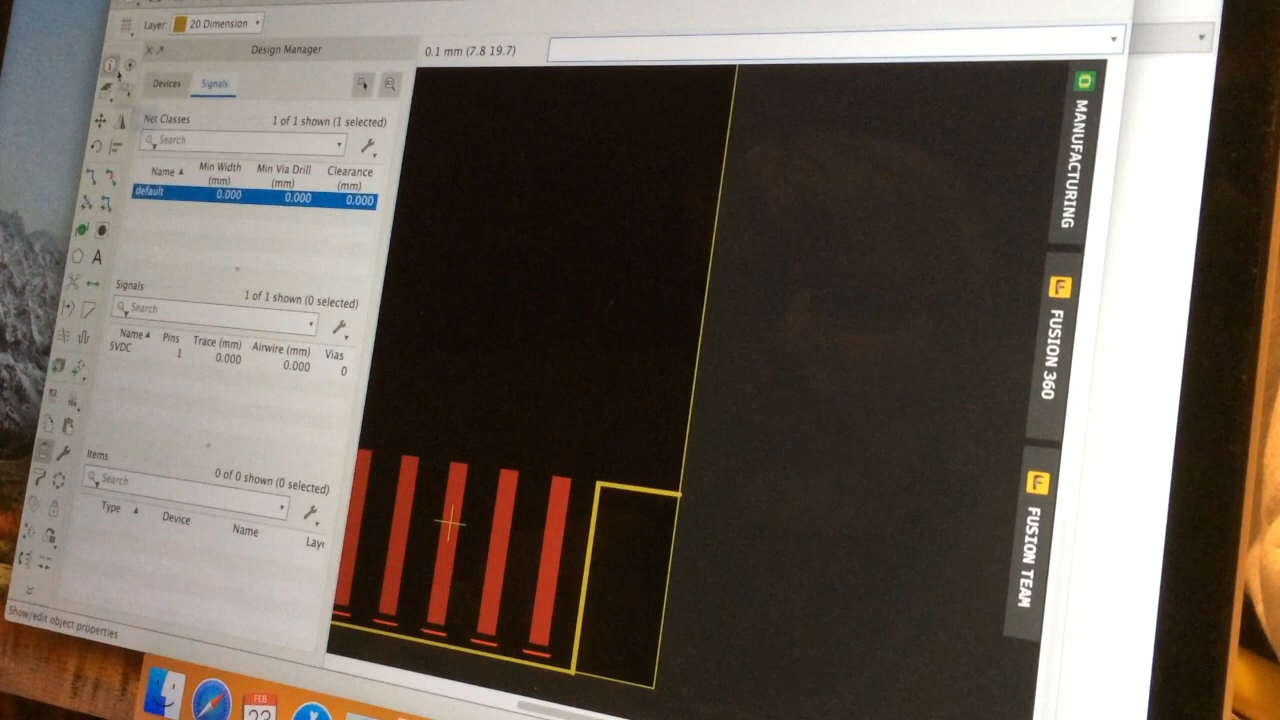 Layer: 20 Dimension
Design Manager
0.1 mm (7.8 19.7)
Devices Signals
Net Classes 1 of 1 shown (1 selected)
Search
Name Min Width (mm) Min Via Drill (mm) Clearance (mm)
default 0.000 0.000 0.000
Signals 1 of 1 shown (0 selected)
Search
Name Pins Trace (mm) Airwire (mm) Vias
5VDC 1 0.000 0.000 0
Items 0 of 0 shown (0 selected)
Search
Type Device Name Laye
Show/edit object properties
MANUFACTURING
FUSION 360
FUSION TEAM
FEB
23